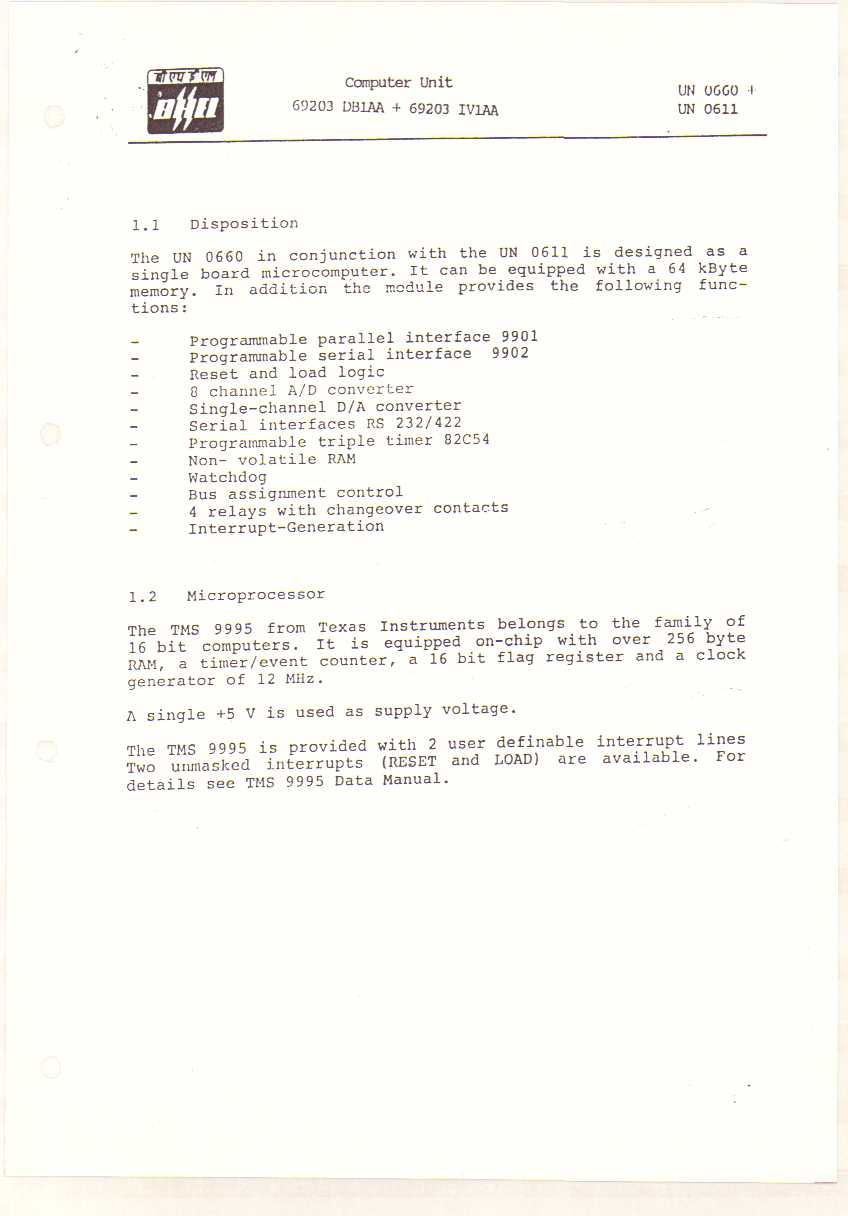 बी एच ई एल
BHEL
Computer Unit
69203 DB1AA + 69203 IV1AA
UN 0660 +
UN 0611
1.1 Disposition
The UN 0660 in conjunction with the UN 0611 is designed as a
single board microcomputer. It can be equipped with a 64 kByte
memory. In addition the module provides the following func-
tions:
- Programmable parallel interface 9901
- Programmable serial interface 9902
- Reset and load logic
- 8 channel A/D converter
- Single-channel D/A converter
- Serial interfaces RS 232/422
- Programmable triple timer 82C54
- Non- volatile RAM
- Watchdog
- Bus assignment control
- 4 relays with changeover contacts
- Interrupt-Generation
1.2 Microprocessor
The TMS 9995 from Texas Instruments belongs to the family of
16 bit computers. It is equipped on-chip with over 256 byte
RAM, a timer/event counter, a 16 bit flag register and a clock
generator of 12 MHz.
A single +5 V is used as supply voltage.
The TMS 9995 is provided with 2 user definable interrupt lines
Two unmasked interrupts (RESET and LOAD) are available. For
details see TMS 9995 Data Manual.